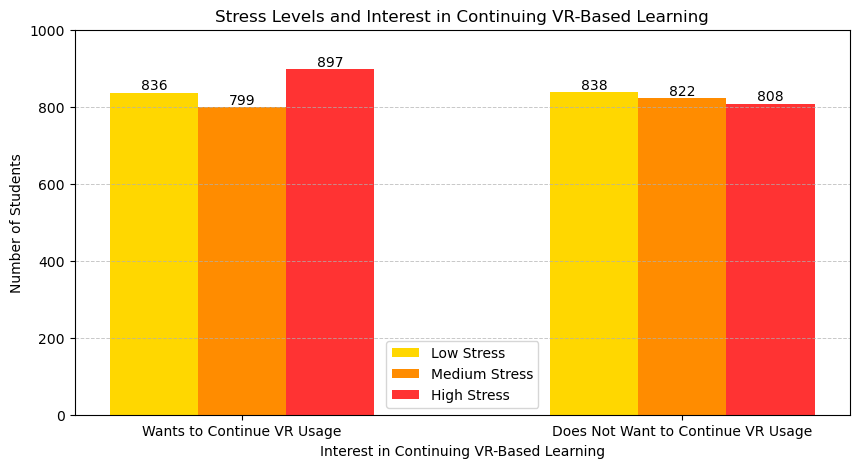 Stress Levels and Interest in Continuing VR-Based Learning
1000
800
600
400
200
0
Number of Students
836
799
897
838
822
808
Low Stress
Medium Stress
High Stress
Wants to Continue VR Usage
Does Not Want to Continue VR Usage
Interest in Continuing VR-Based Learning